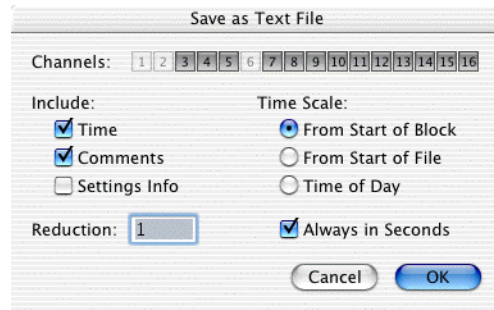 Save as Text File
Channels: 1 2 3 4 5 6 7 8 9 10 11 12 13 14 15 16
Include:
Time
Comments
Settings Info
Time Scale:
From Start of Block
From Start of File
Time of Day
Reduction: 1
Always in Seconds
Cancel OK